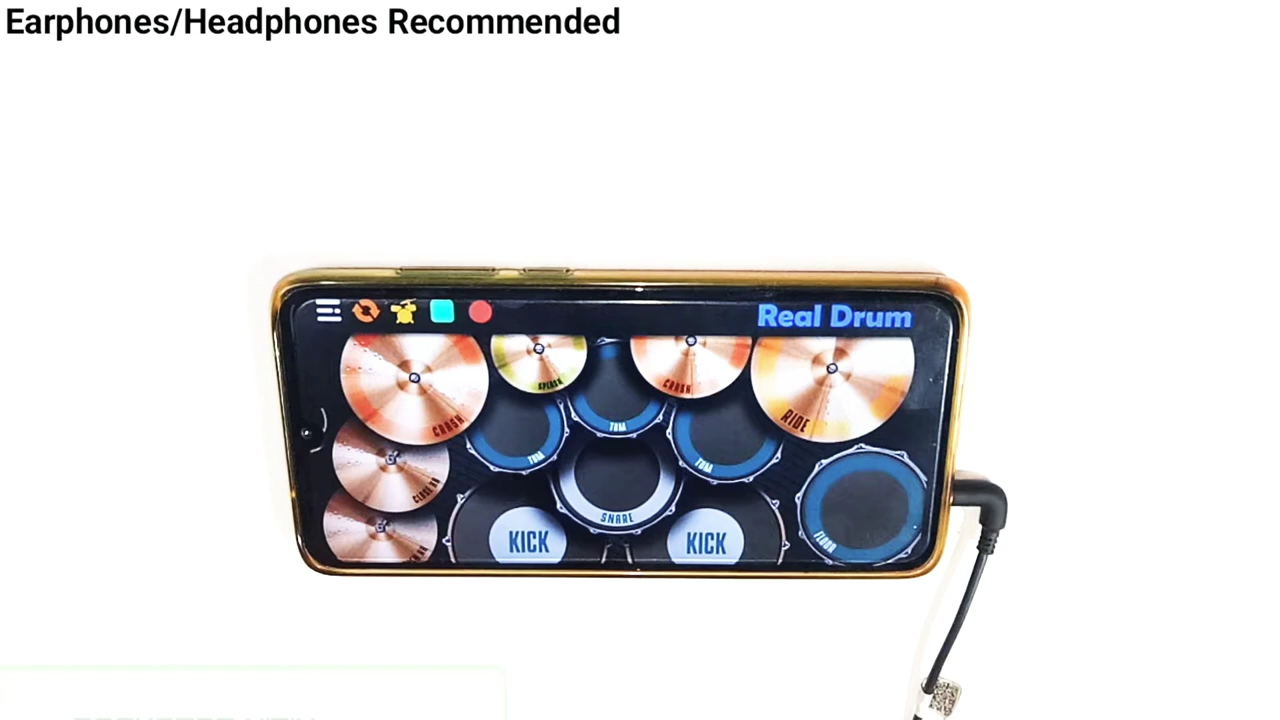 Earphones/Headphones Recommended
Real Drum
CRASH
SPLASH
CRASH
RIDE
TOM
TOM
TOM
CLOSE HH
SNARE
FLOOR
KICK
KICK